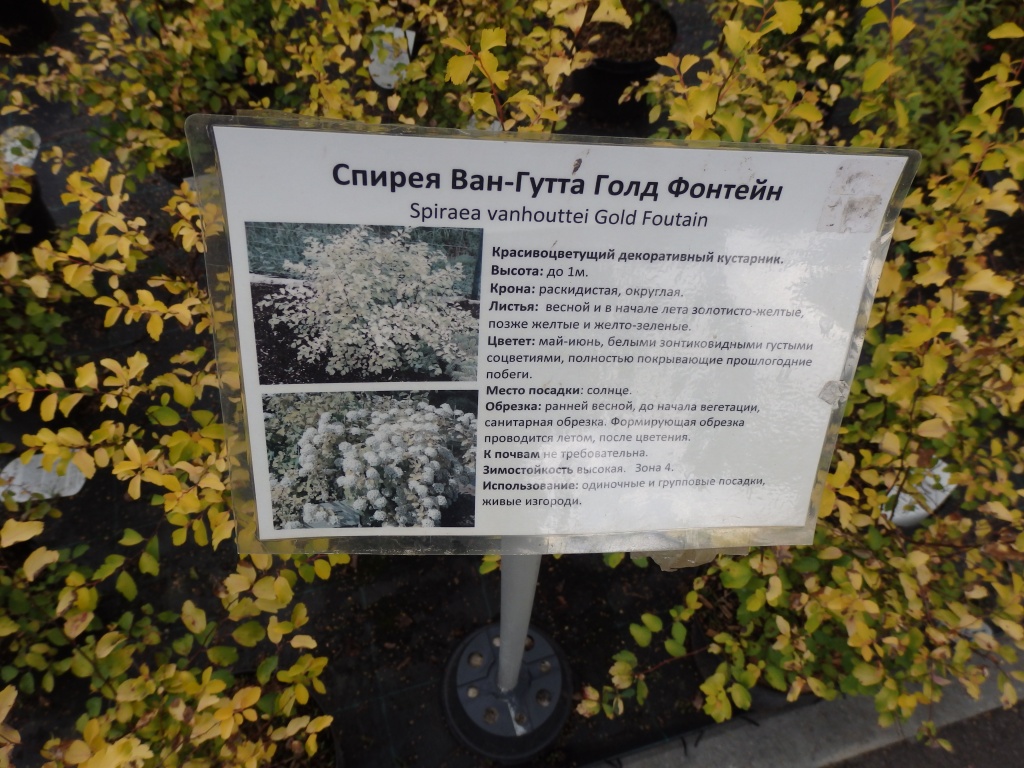 Спирея Ван-Гутта Голд Фонтейн
Spiraea vanhouttei Gold Foutain
Красивоцветущий декоративный кустарник.
Высота: до 1м.
Крона: раскидистая, округлая.
Листья: весной и в начале лета золотисто-желтые,
позже желтые и желто-зеленые.
Цветет: май-июнь, белыми зонтиковидными густыми
соцветиями, полностью покрывающие прошлогодние
побеги.
Место посадки: солнце.
Обрезка: ранней весной, до начала вегетации,
санитарная обрезка. Формирующая обрезка
проводится летом, после цветения.
К почвам не требовательна.
Зимостойкость высокая. Зона 4.
Использование: одиночные и групповые посадки,
живые изгороди.